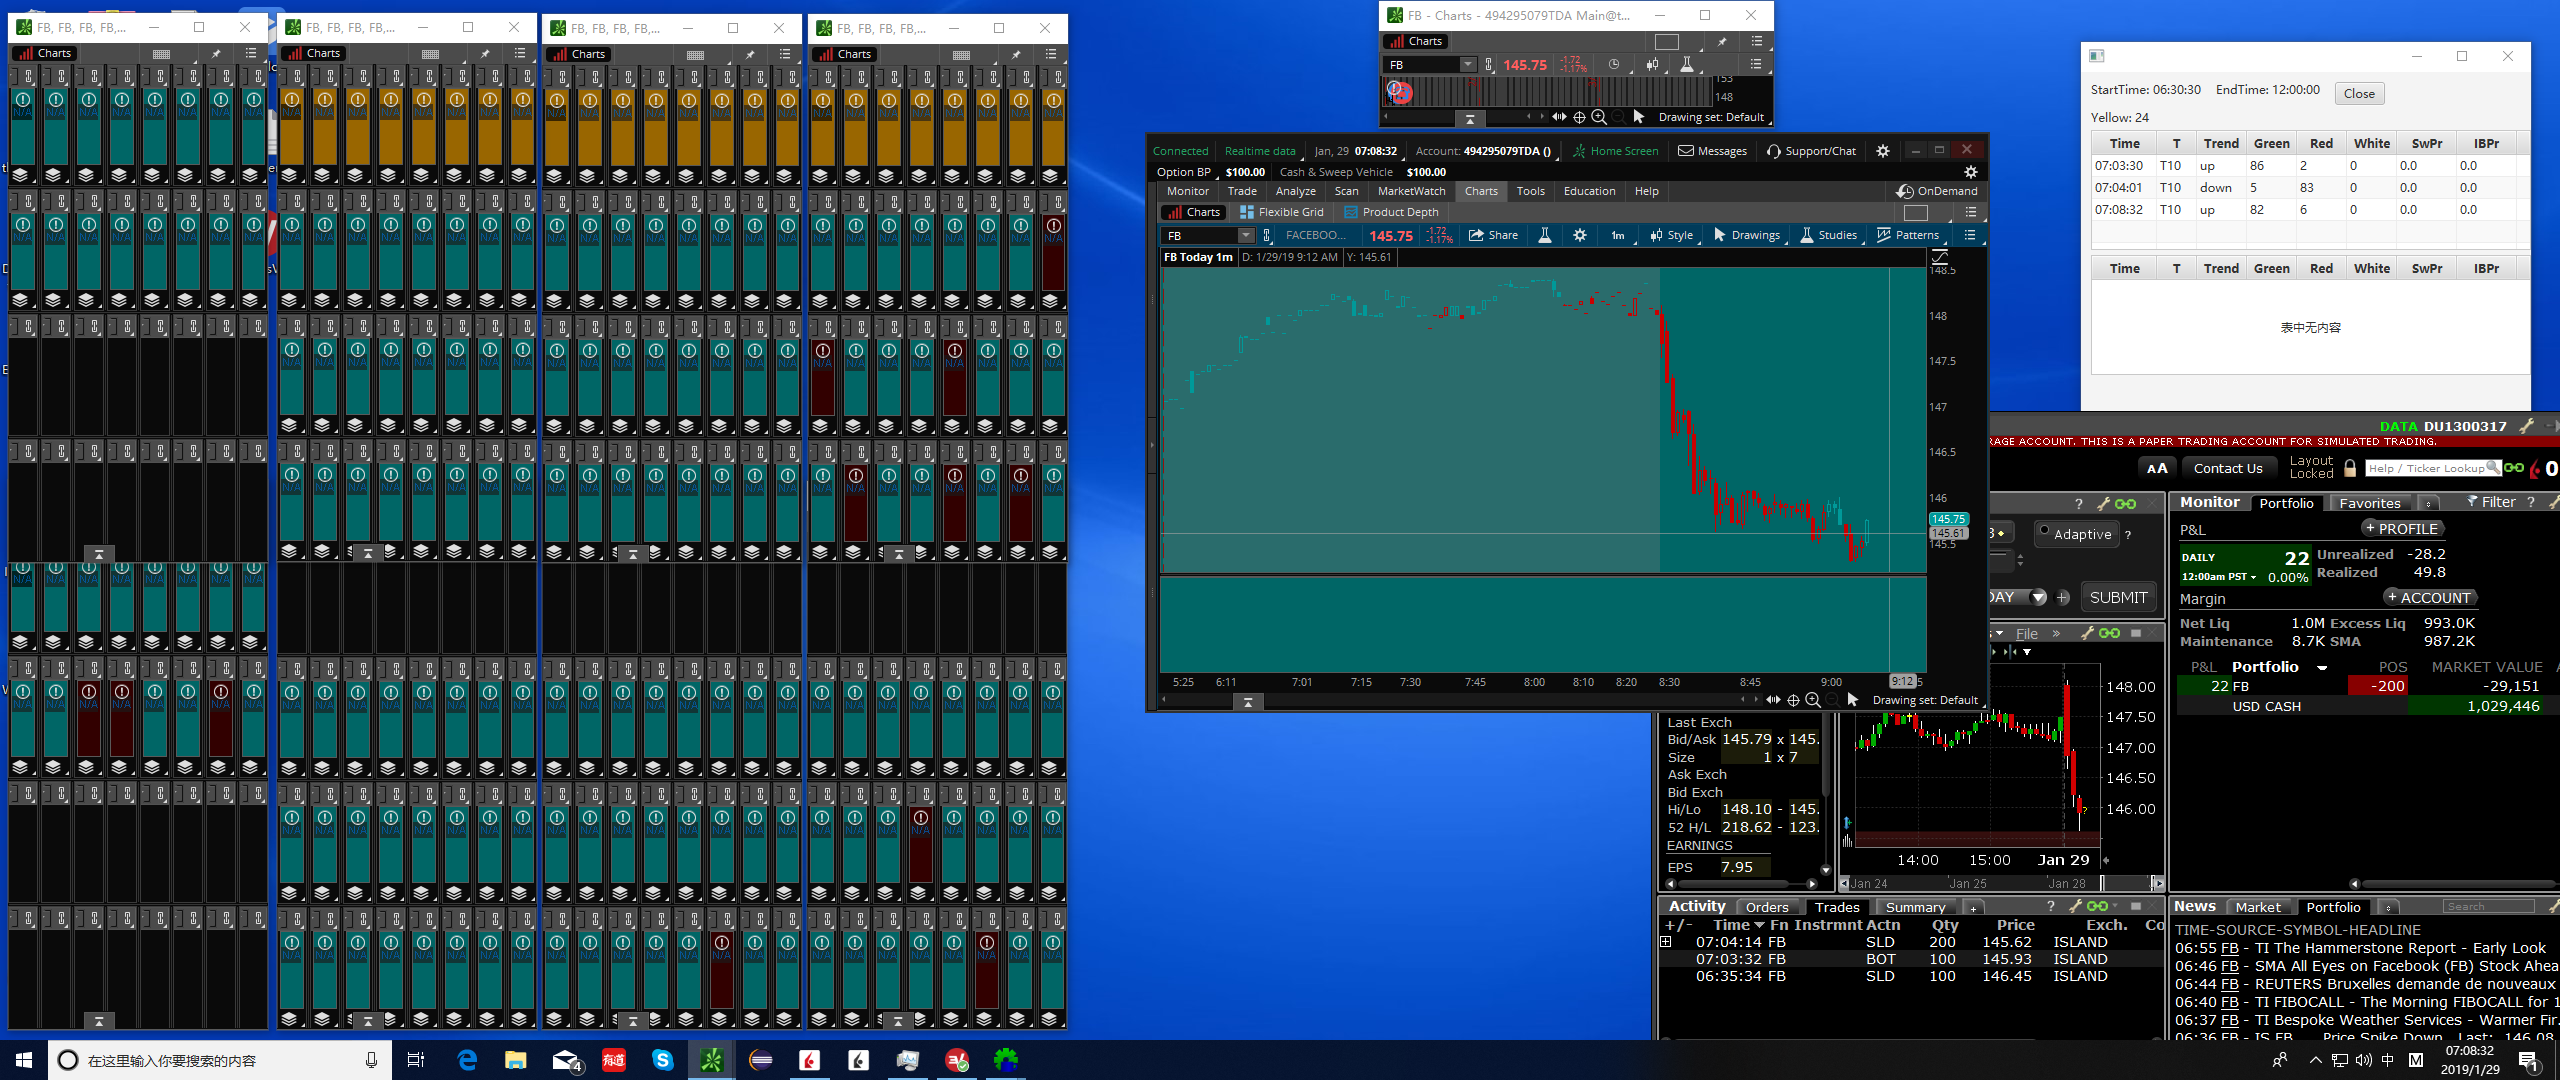 FB, FB, FB, FB,...
Charts
FB, FB, FB, FB,...
Charts
FB, FB, FB, FB,...
Charts
FB, FB, FB, FB,...
Charts
FB - Charts - 494295079TDA Main@t...
Charts
FB 145.75 -1.72 -1.17%
153
148
Drawing set: Default
Connected Realtime data Jan, 29 07:08:32 Account: 494295079TDA () Home Screen Messages Support/Chat
Option BP $100.00 Cash & Sweep Vehicle $100.00
Monitor Trade Analyze Scan MarketWatch Charts Tools Education Help OnDemand
Charts Flexible Grid Product Depth
FB FACEBOO... 145.75 -1.72 -1.17% Share 1m Style Drawings Studies Patterns
FB Today 1m D: 1/29/19 9:12 AM Y: 145.61
148.5
148
147.5
147
146.5
146
145.75
145.61
145.5
5:25 6:11 7:01 7:15 7:30 7:45 8:00 8:10 8:20 8:30 8:45 9:00 9:12
Drawing set: Default
StartTime: 06:30:30 EndTime: 12:00:00 Close
Yellow: 24
Time T Trend Green Red White SwPr IBPr
07:03:30 T10 up 86 2 0 0.0 0.0
07:04:01 T10 down 5 83 0 0.0 0.0
07:08:32 T10 up 82 6 0 0.0 0.0
Time T Trend Green Red White SwPr IBPr
表中无内容
DATA DU1300317
RAGE ACCOUNT. THIS IS A PAPER TRADING ACCOUNT FOR SIMULATED TRADING.
AA Contact Us Layout Locked Help / Ticker Lookup
Adaptive ?
DAY SUBMIT
File
Monitor Portfolio Favorites Filter ?
P&L + PROFILE
DAILY 22 Unrealized -28.2
12:00am PST 0.00% Realized 49.8
Margin + ACCOUNT
Net Liq 1.0M Excess Liq 993.0K
Maintenance 8.7K SMA 987.2K
P&L Portfolio POS MARKET VALUE
22 FB -200 -29,151
USD CASH 1,029,446
Last Exch
Bid/Ask 145.79 x 145.
Size 1 x 7
Ask Exch
Bid Exch
Hi/Lo 148.10 - 145.
52 H/L 218.62 - 123.
EARNINGS
EPS 7.95
148.00
147.50
147.00
146.50
146.00
14:00 15:00 Jan 29
Jan 24 Jan 25 Jan 28
Activity Orders Trades Summary + ?
+/- Time Fn Instrmnt Actn Qty Price Exch. Co
07:04:14 FB SLD 200 145.62 ISLAND
07:03:32 FB BOT 100 145.93 ISLAND
06:35:34 FB SLD 100 146.45 ISLAND
News Market Portfolio Search
TIME-SOURCE-SYMBOL-HEADLINE
06:55 FB - TI The Hammerstone Report - Early Look
06:46 FB - SMA All Eyes on Facebook (FB) Stock Ahea
06:44 FB - REUTERS Bruxelles demande de nouveaux
06:40 FB - TI FIBOCALL - The Morning FIBOCALL for 1
06:37 FB - TI Bespoke Weather Services - Warmer Fir.
06:36 FB - IS FB Price Spike Down Last: 146.08
在这里输入你要搜索的内容
中 M 07:08:32
2019/1/29